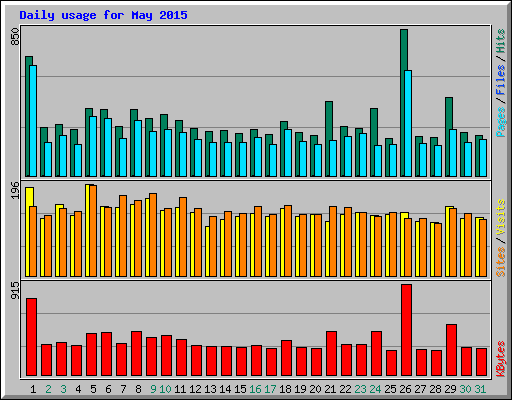 Daily usage for May 2015
850
Pages / Files / Hits
196
Sites / Visits
915
KBytes
1 2 3 4 5 6 7 8 9 10 11 12 13 14 15 16 17 18 19 20 21 22 23 24 25 26 27 28 29 30 31